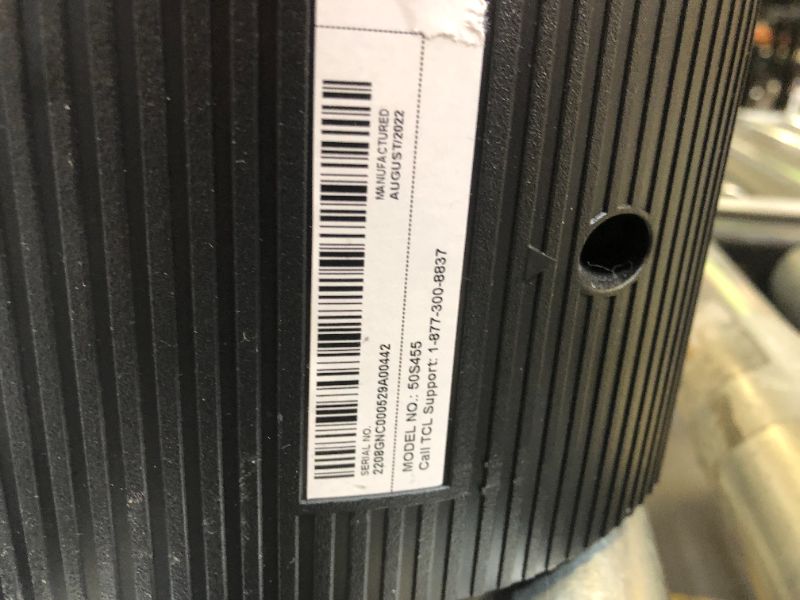 MANUFACTURED
AUGUST/2022
SERIAL NO.
2208GNC000529A00442
MODEL NO.: 50S455
Call TCL Support: 1-877-300-8837